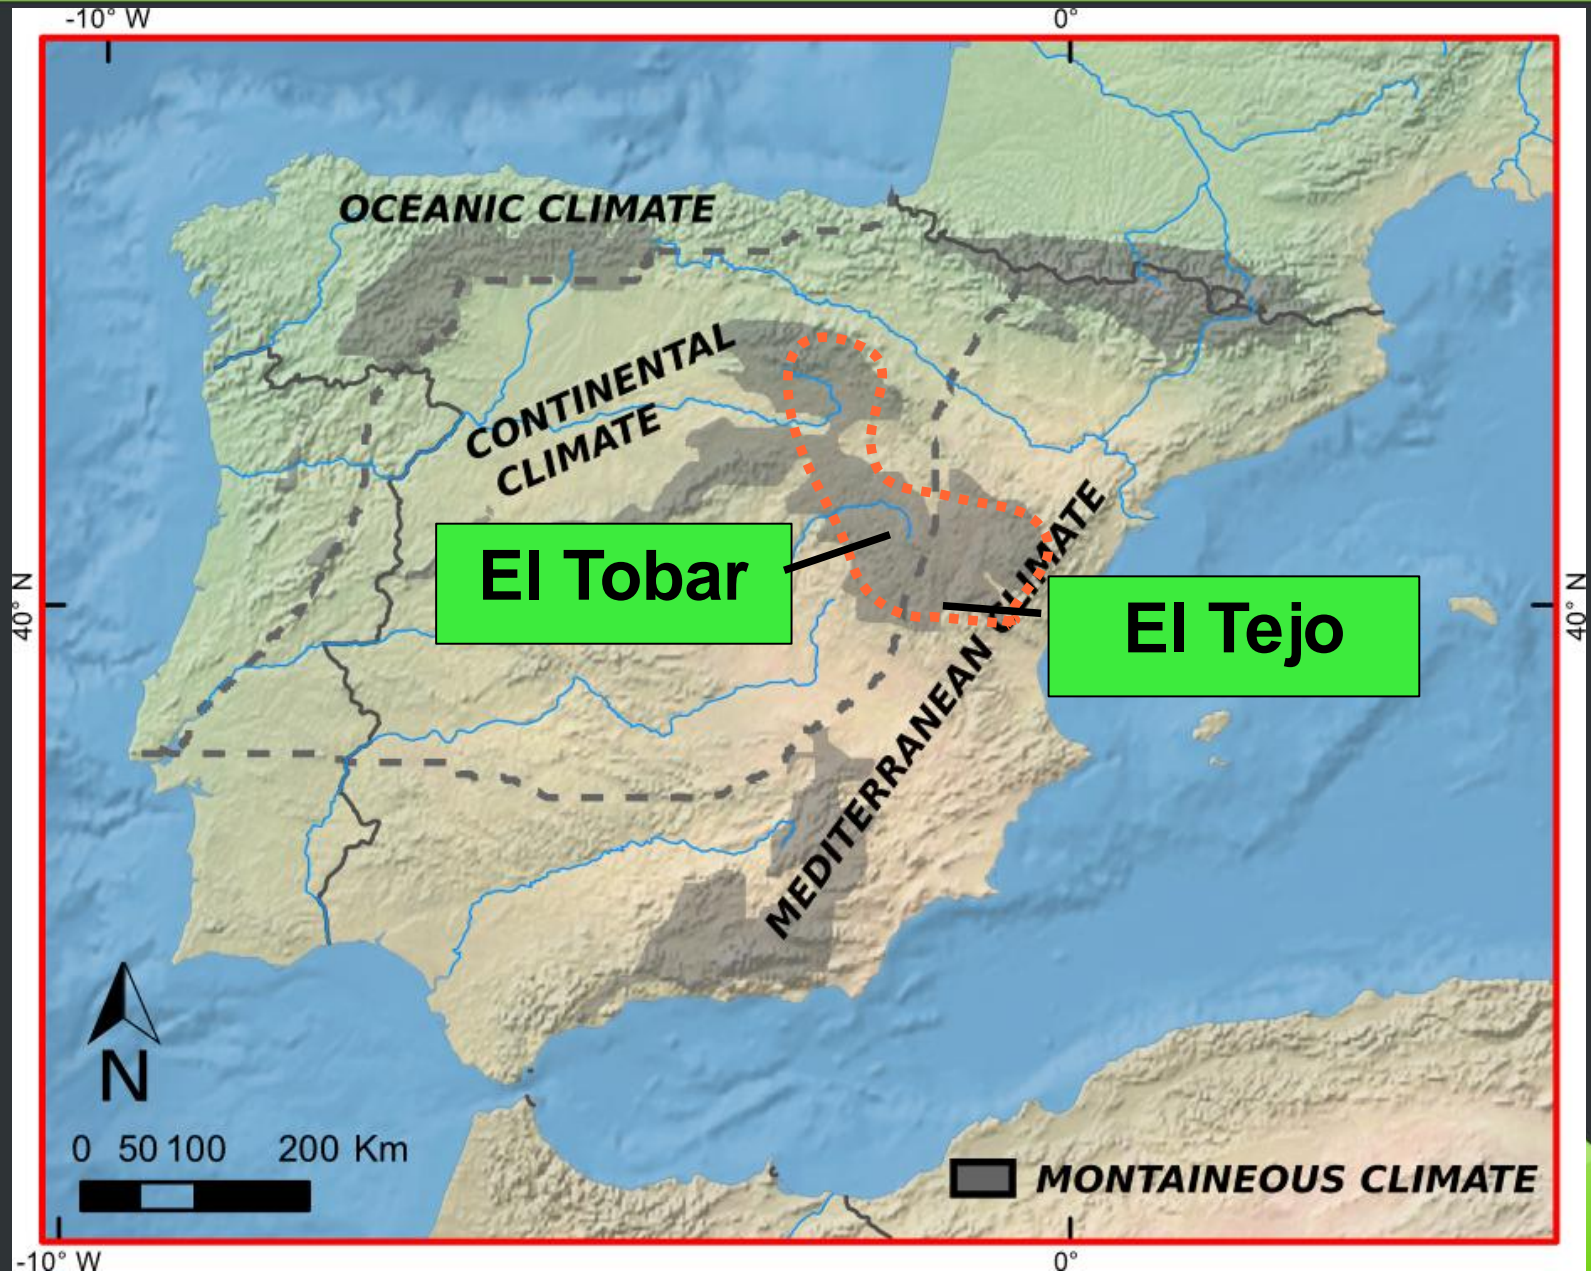 -10° W
0°
OCEANIC CLIMATE
CONTINENTAL
CLIMATE
El Tobar
El Tejo
40° N
40° N
MEDITERRANEAN CLIMATE
N
0 50 100 200 Km
MONTAINEOUS CLIMATE
-10° W
0°